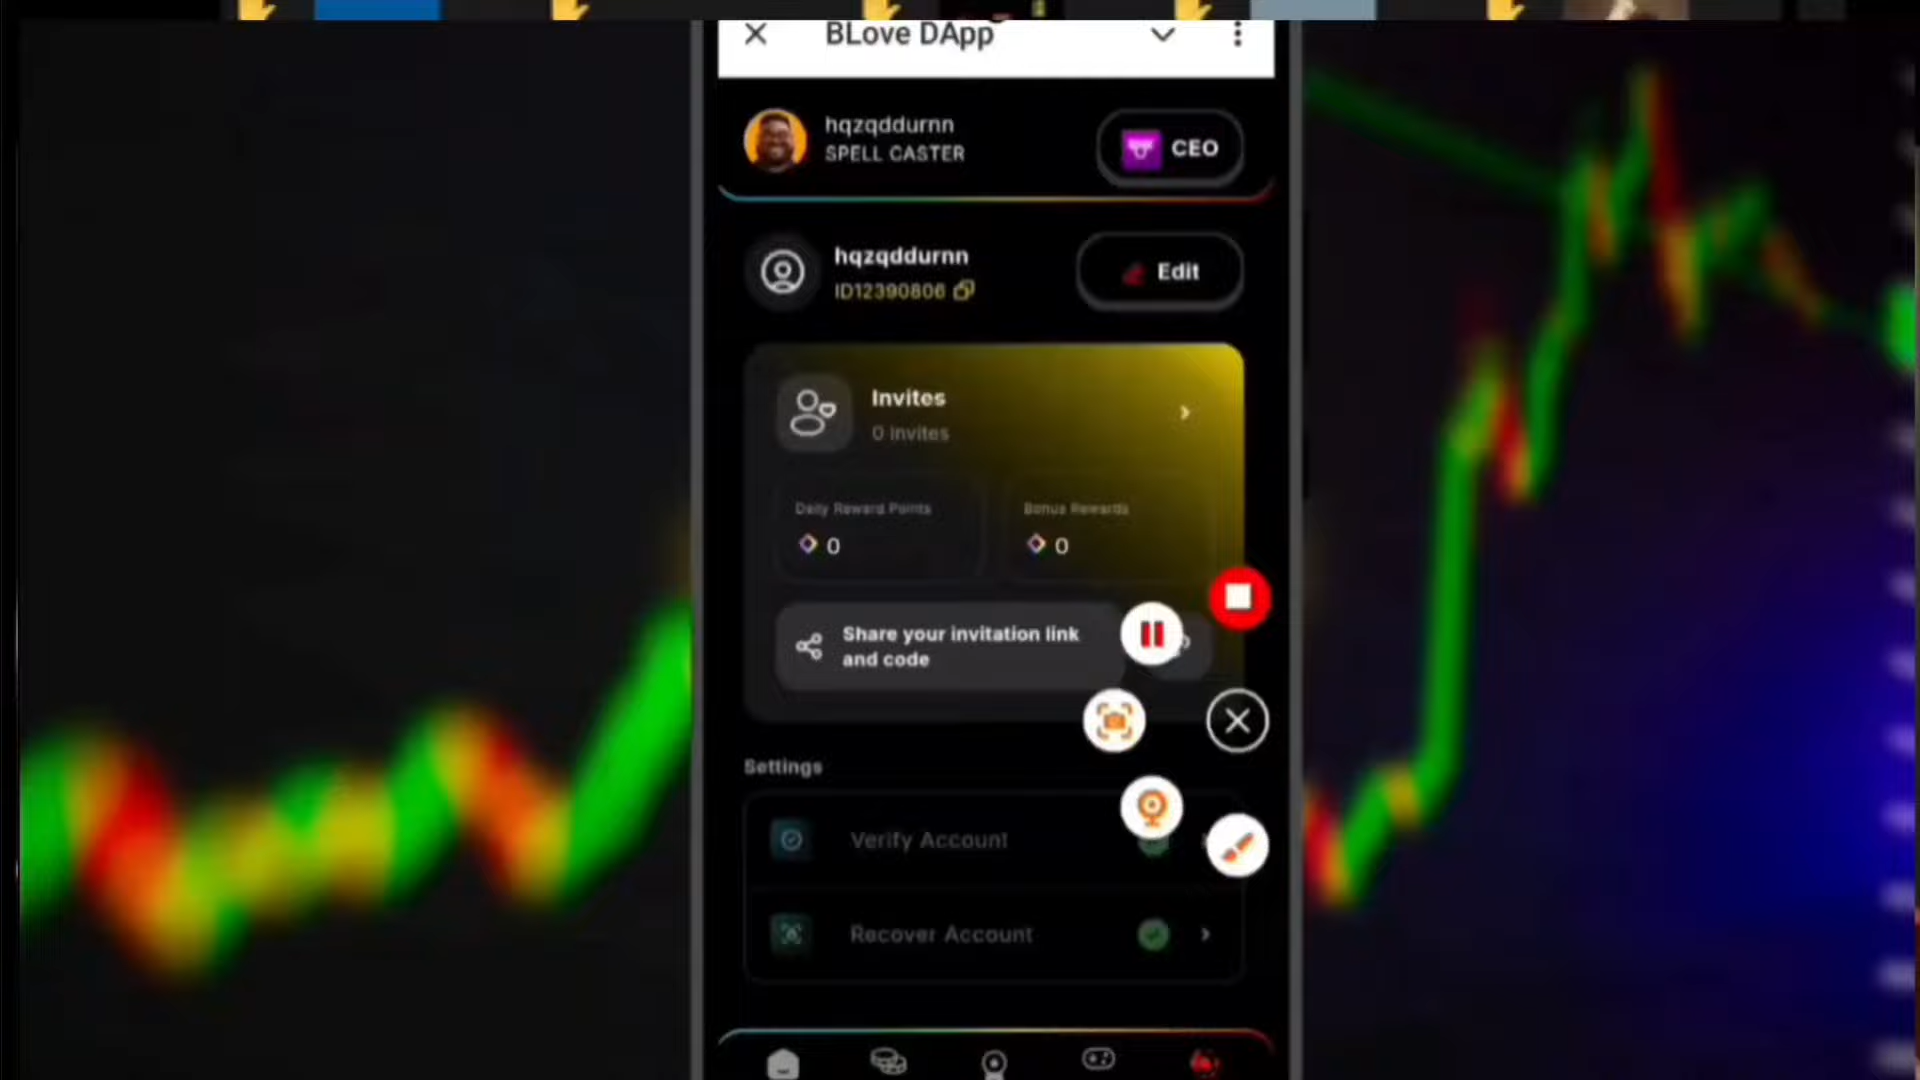 BLove DApp
hqzqddurnn
SPELL CASTER
CEO
hqzqddurnn
ID12390806
Edit
Invites
0 Invites
Daily Reward Points
Bonus Rewards
0
0
Share your invitation link
and code
Settings
Verify Account
Recover Account